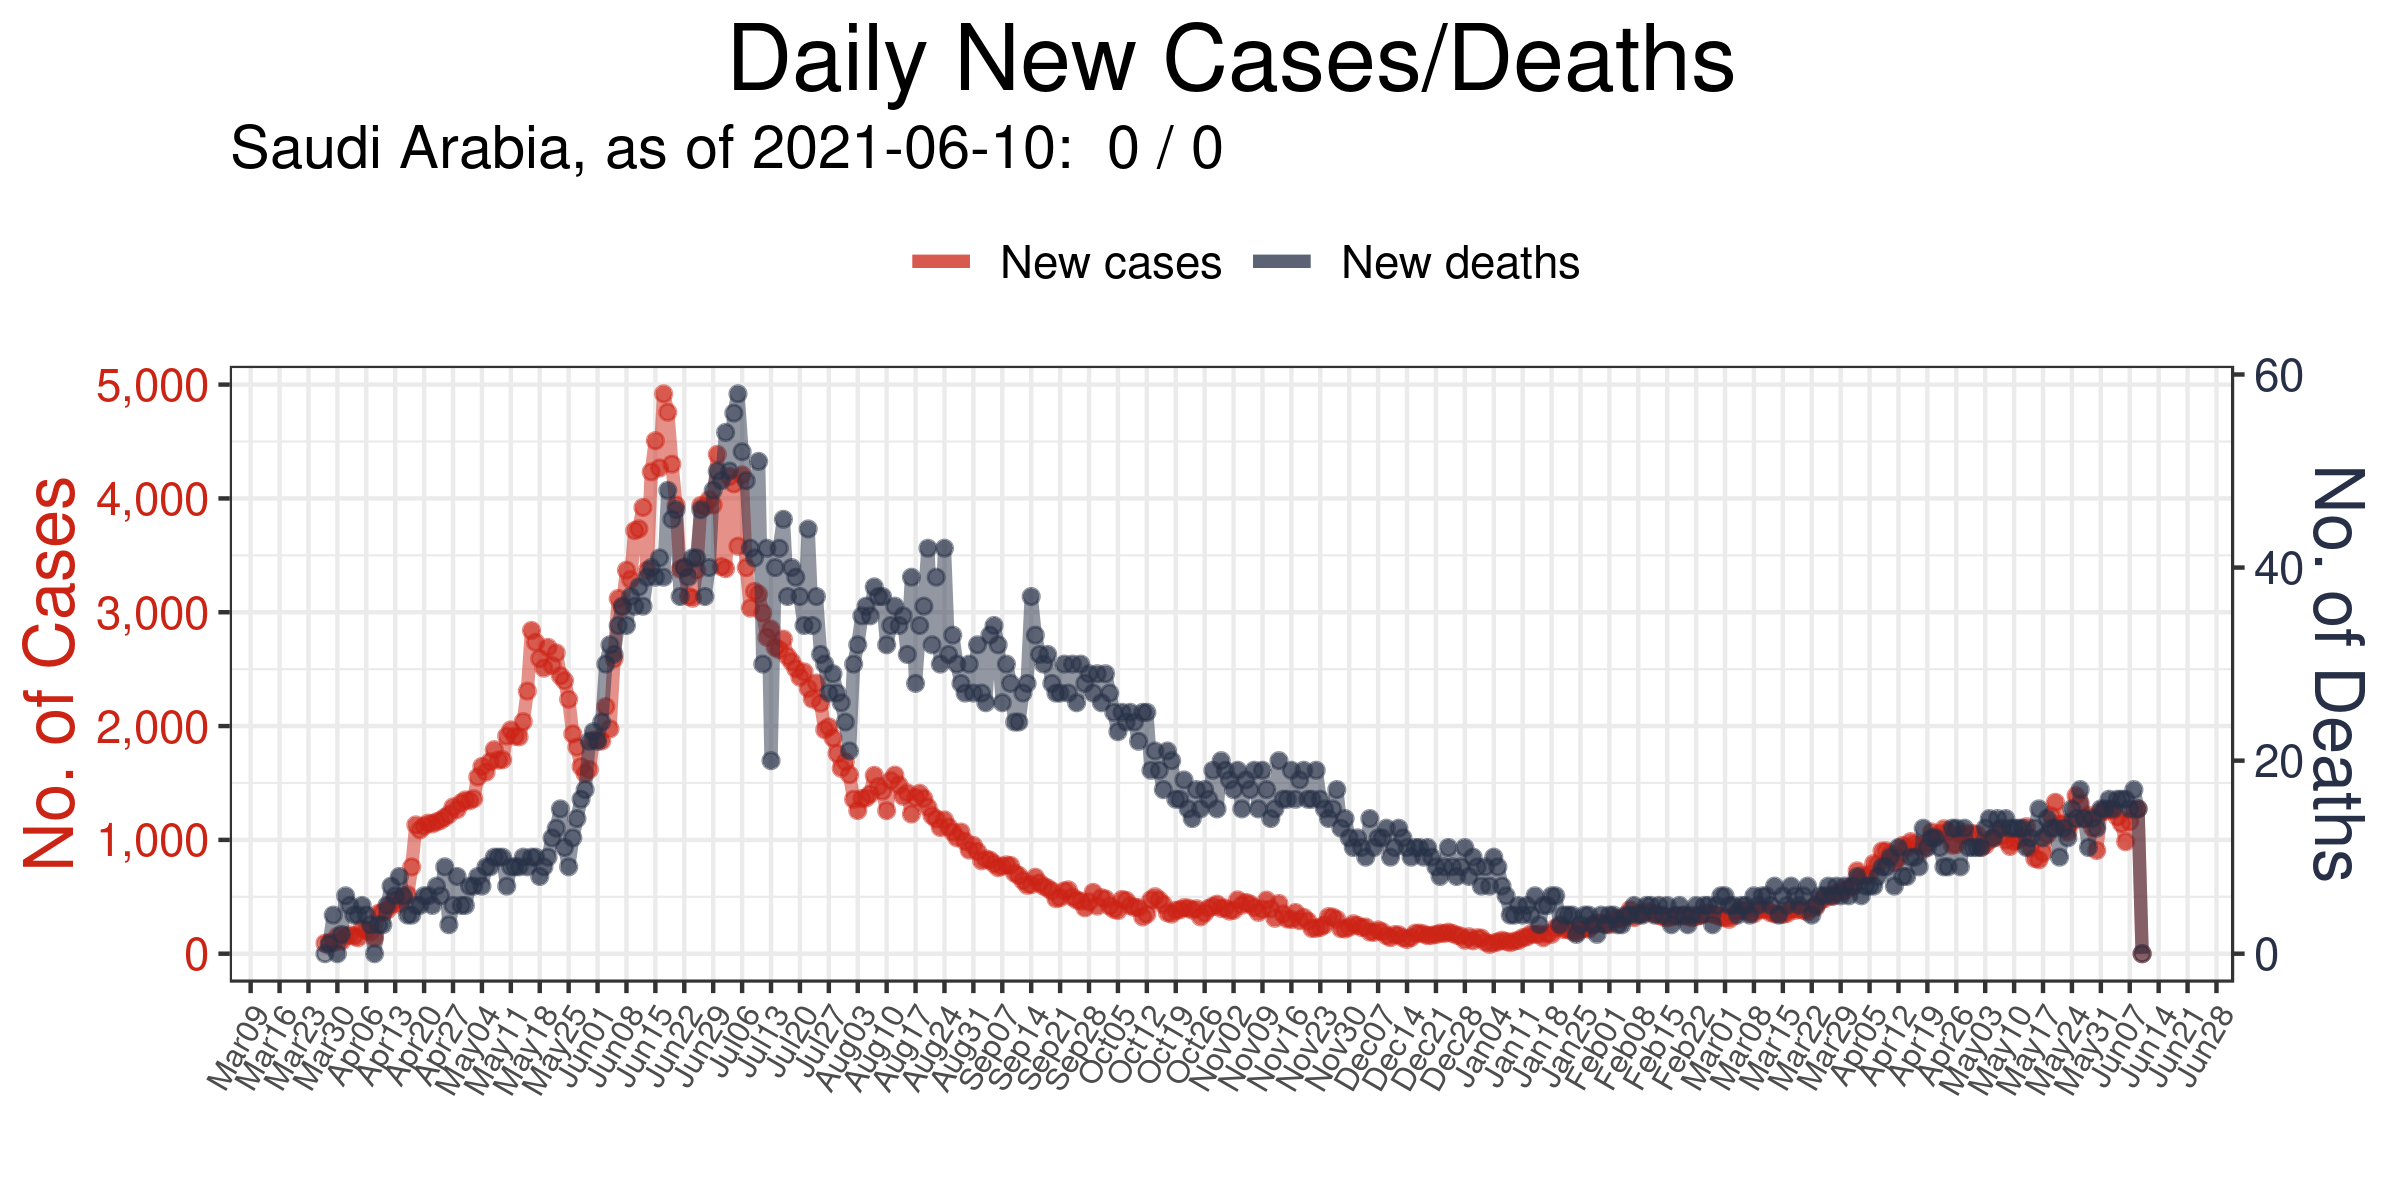 Daily New Cases/Deaths
Saudi Arabia, as of 2021-06-10:  0 / 0
New cases
New deaths
No. of Cases
5,000
4,000
3,000
2,000
1,000
0
60
40
20
0
No. of Deaths
Mar09
Mar16
Mar23
Mar30
Apr06
Apr13
Apr20
Apr27
May04
May11
May18
May25
Jun01
Jun08
Jun15
Jun22
Jun29
Jul06
Jul13
Jul20
Jul27
Aug03
Aug10
Aug17
Aug24
Aug31
Sep07
Sep14
Sep21
Sep28
Oct05
Oct12
Oct19
Oct26
Nov02
Nov09
Nov16
Nov23
Nov30
Dec07
Dec14
Dec21
Dec28
Jan04
Jan11
Jan18
Jan25
Feb01
Feb08
Feb15
Feb22
Mar01
Mar08
Mar15
Mar22
Mar29
Apr05
Apr12
Apr19
Apr26
May03
May10
May17
May24
May31
Jun07
Jun14
Jun21
Jun28